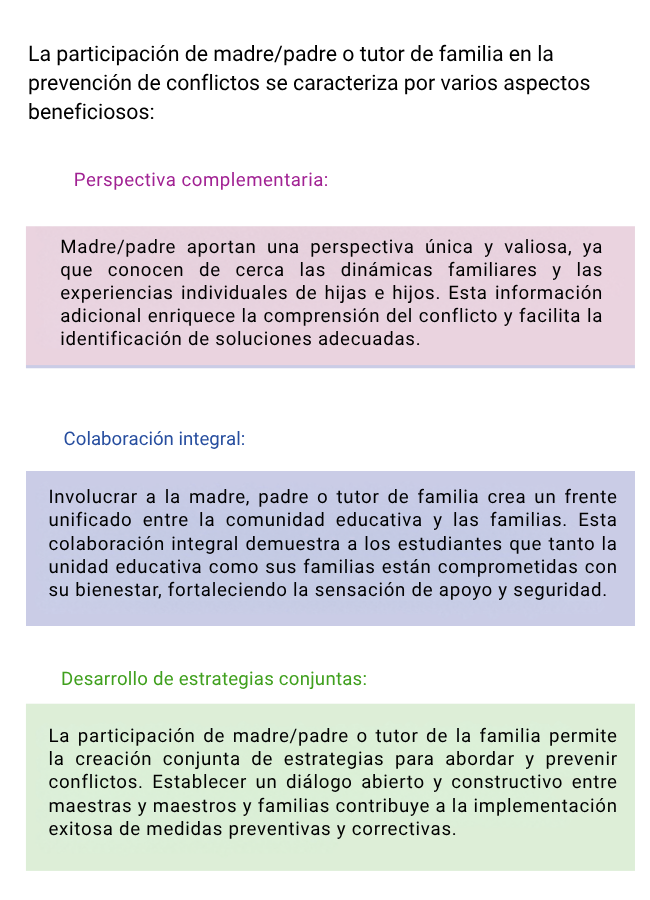 La participación de madre/padre o tutor de familia en la
prevención de conflictos se caracteriza por varios aspectos
beneficiosos:
Perspectiva complementaria:
Madre/padre aportan una perspectiva única y valiosa, ya
que conocen de cerca las dinámicas familiares y las
experiencias individuales de hijas e hijos. Esta información
adicional enriquece la comprensión del conflicto y facilita la
identificación de soluciones adecuadas.
Colaboración integral:
Involucrar a la madre, padre o tutor de familia crea un frente
unificado entre la comunidad educativa y las familias. Esta
colaboración integral demuestra a los estudiantes que tanto la
unidad educativa como sus familias están comprometidas con
su bienestar, fortaleciendo la sensación de apoyo y seguridad.
Desarrollo de estrategias conjuntas:
La participación de madre/padre o tutor de la familia permite
la creación conjunta de estrategias para abordar y prevenir
conflictos. Establecer un diálogo abierto y constructivo entre
maestras y maestros y familias contribuye a la implementación
exitosa de medidas preventivas y correctivas.